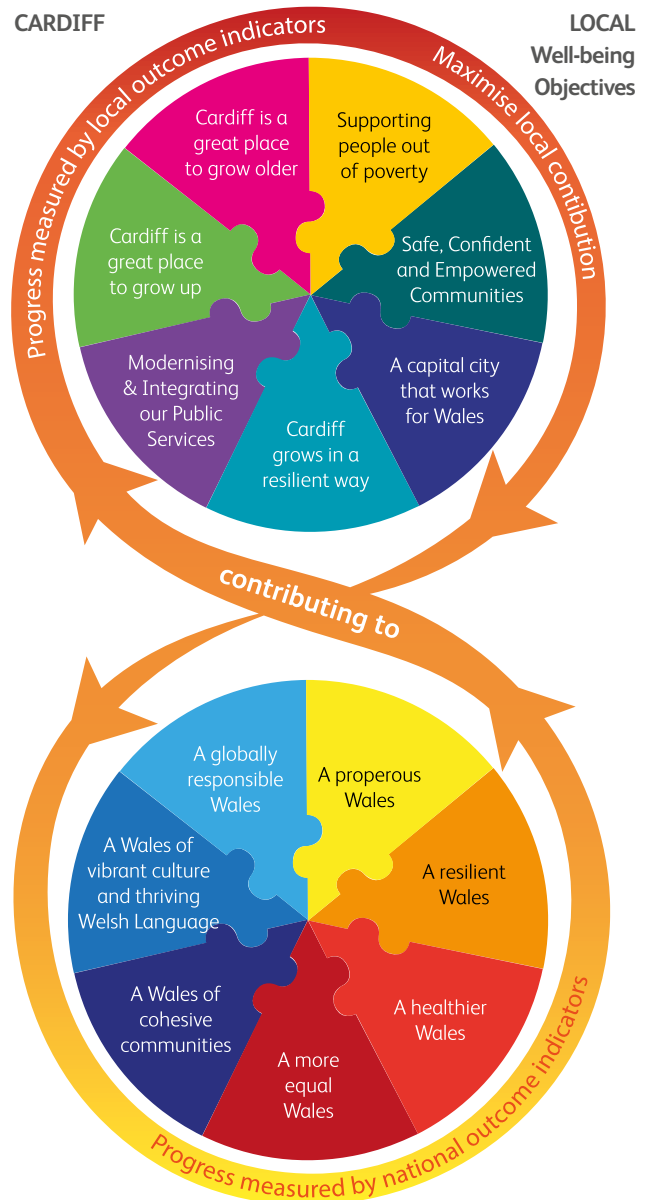 CARDIFF
LOCAL
Well-being
Objectives
Progress measured by local outcome indicators
Maximise local contibution
Cardiff is a
great place
to grow older
Supporting
people out
of poverty
Cardiff is a
great place
to grow up
Safe, Confident
and Empowered
Communities
Modernising
& Integrating
our Public
Services
A capital city
that works
for Wales
Cardiff
grows in a
resilient way
contributing to
A globally
responsible
Wales
A properous
Wales
A Wales of
vibrant culture
and thriving
Welsh Language
A resilient
Wales
A Wales of
cohesive
communities
A healthier
Wales
A more
equal
Wales
Progress measured by national outcome indicators